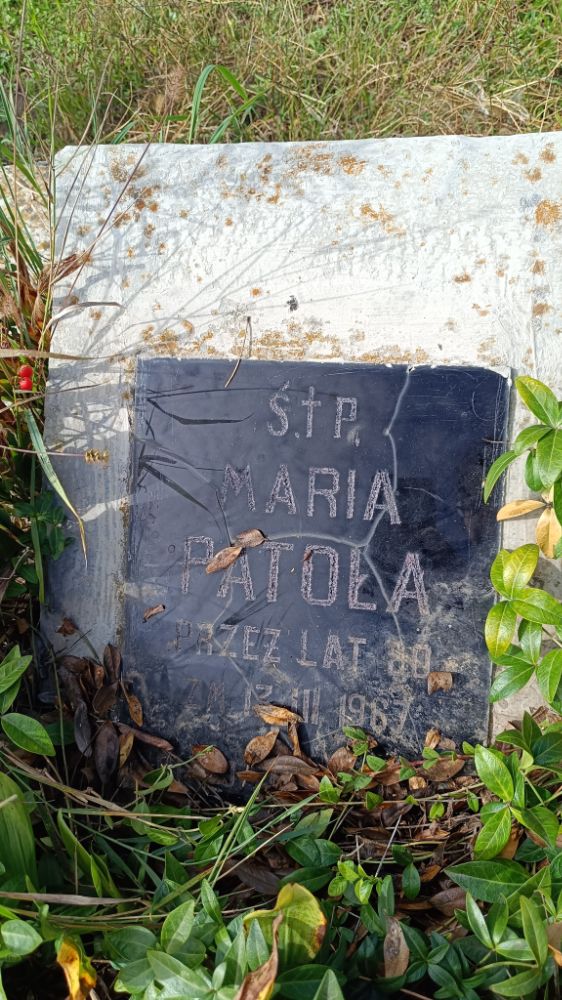 Ś.†P.
MARIA
PATOŁA
PRZEZ LAT 80
ZM. 13 III 1967